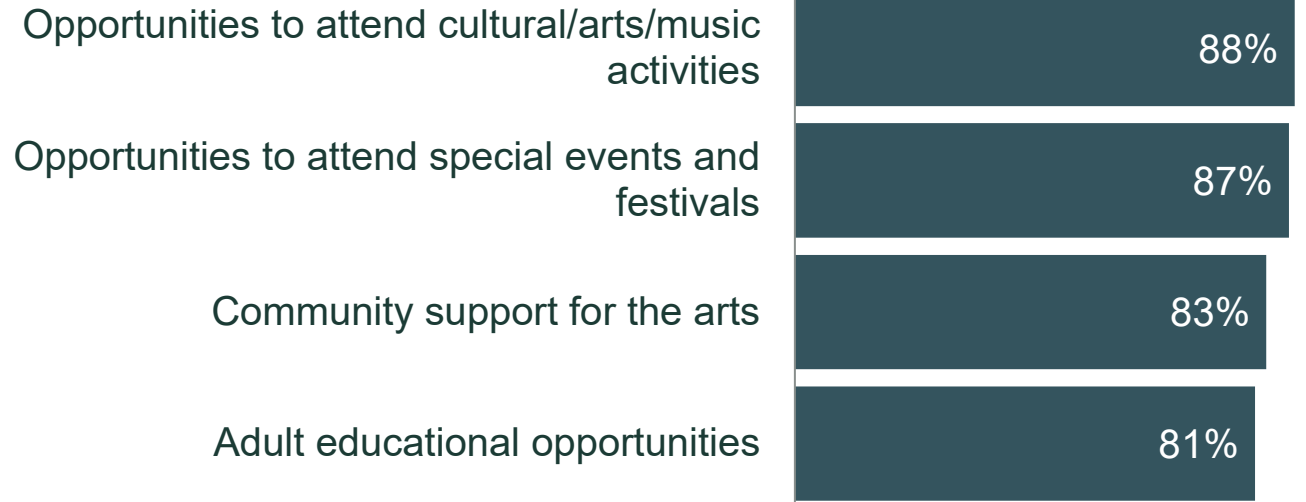 Opportunities to attend cultural/arts/music
activities
88%
Opportunities to attend special events and
festivals
87%
Community support for the arts
83%
Adult educational opportunities
81%